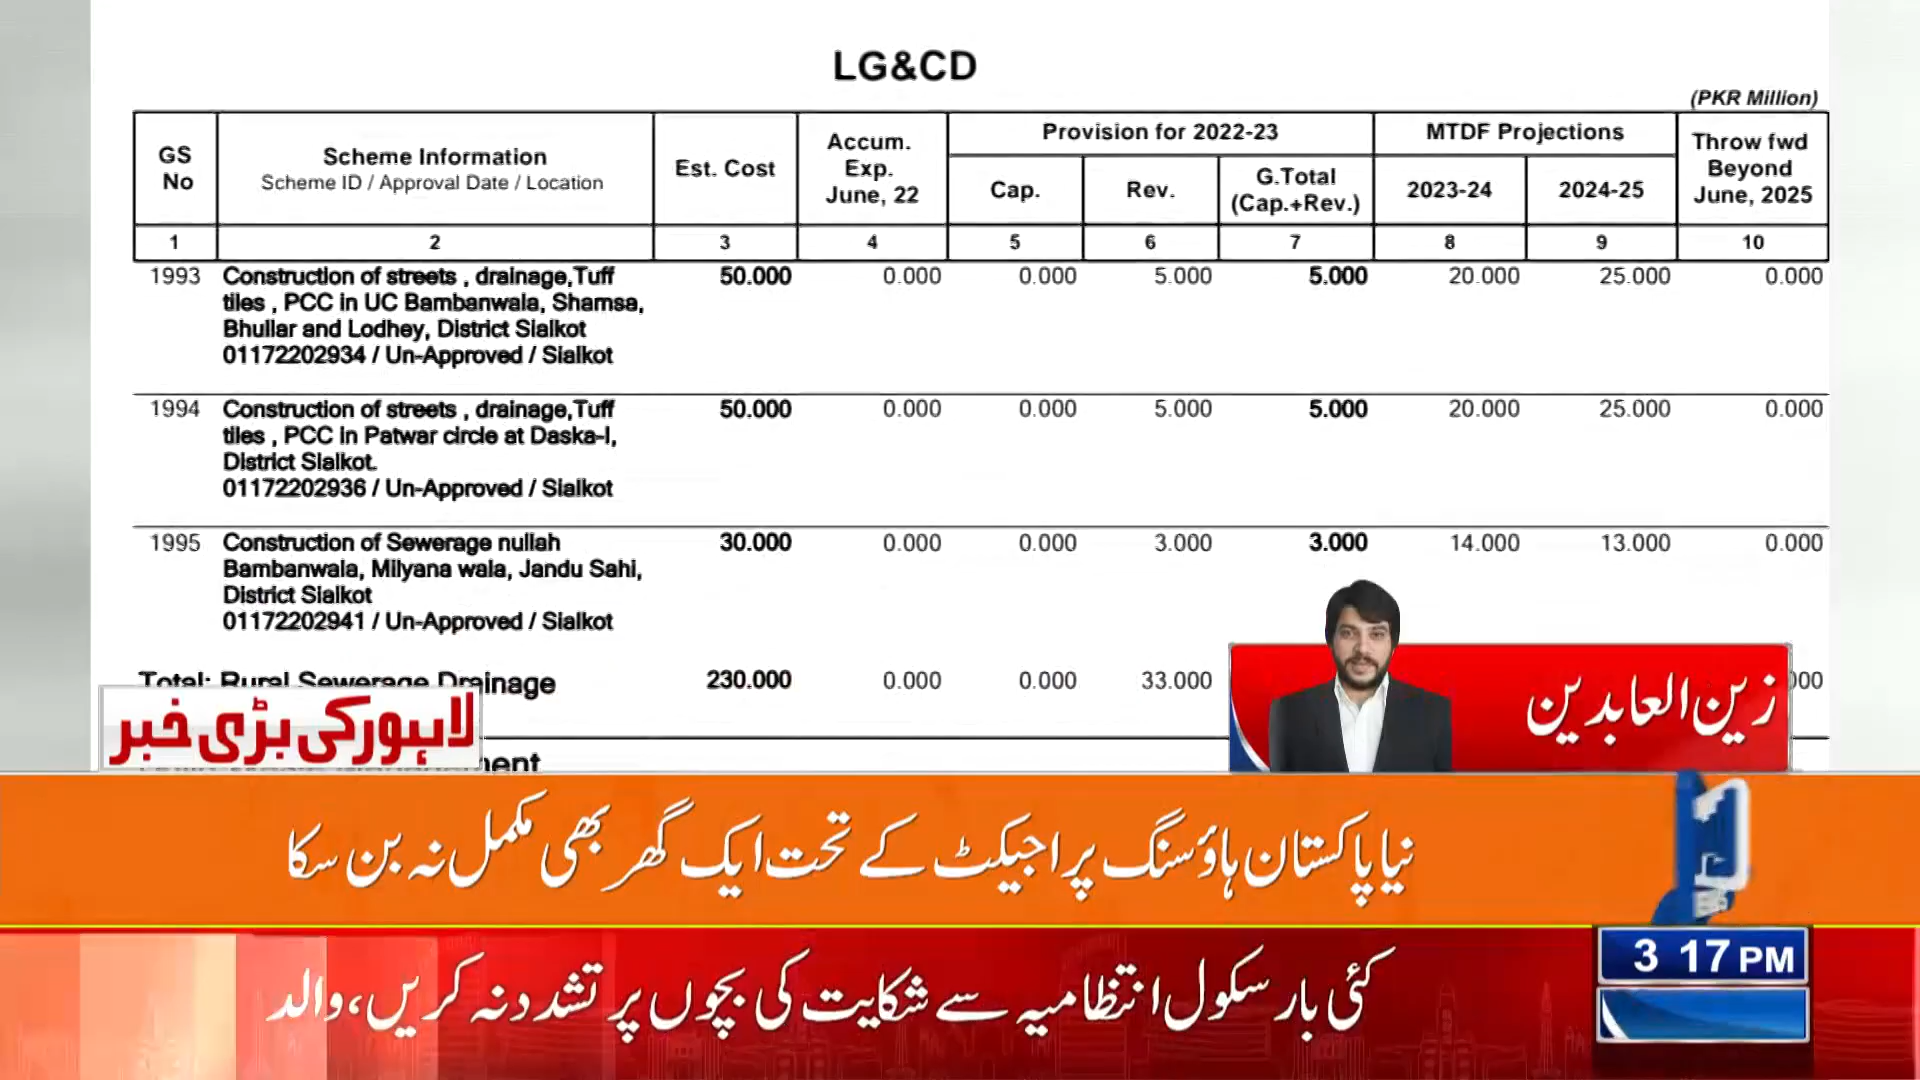 LG&CD
(PKR Million)
GS No
Scheme Information
Scheme ID / Approval Date / Location
Est. Cost
Accum. Exp. June, 22
Provision for 2022-23
Cap.
Rev.
G.Total (Cap.+Rev.)
MTDF Projections
2023-24
2024-25
Throw fwd Beyond June, 2025
1 2 3 4 5 6 7 8 9 10
1993 Construction of streets , drainage,Tuff 50.000 0.000 0.000 5.000 5.000 20.000 25.000 0.000
tiles , PCC in UC Bambanwala, Shamsa,
Bhullar and Lodhey, District Sialkot
01172202934 / Un-Approved / Sialkot
1994 Construction of streets , drainage,Tuff 50.000 0.000 0.000 5.000 5.000 20.000 25.000 0.000
tiles , PCC in Patwar circle at Daska-I,
District Sialkot.
01172202936 / Un-Approved / Sialkot
1995 Construction of Sewerage nullah 30.000 0.000 0.000 3.000 3.000 14.000 13.000 0.000
Bambanwala, Milyana wala, Jandu Sahi,
District Sialkot
01172202941 / Un-Approved / Sialkot
Total: Rural Sewerage Drainage 230.000 0.000 0.000 33.000
زین العابدین
لاہور کی بڑی خبر
نیا پاکستان ہاؤسنگ پراجیکٹ کے تحت ایک گھر بھی مکمل نہ بن سکا
3 17 PM
کئی بار سکول انتظامیہ سے شکایت کی بچوں پر تشدد نہ کریں، والد